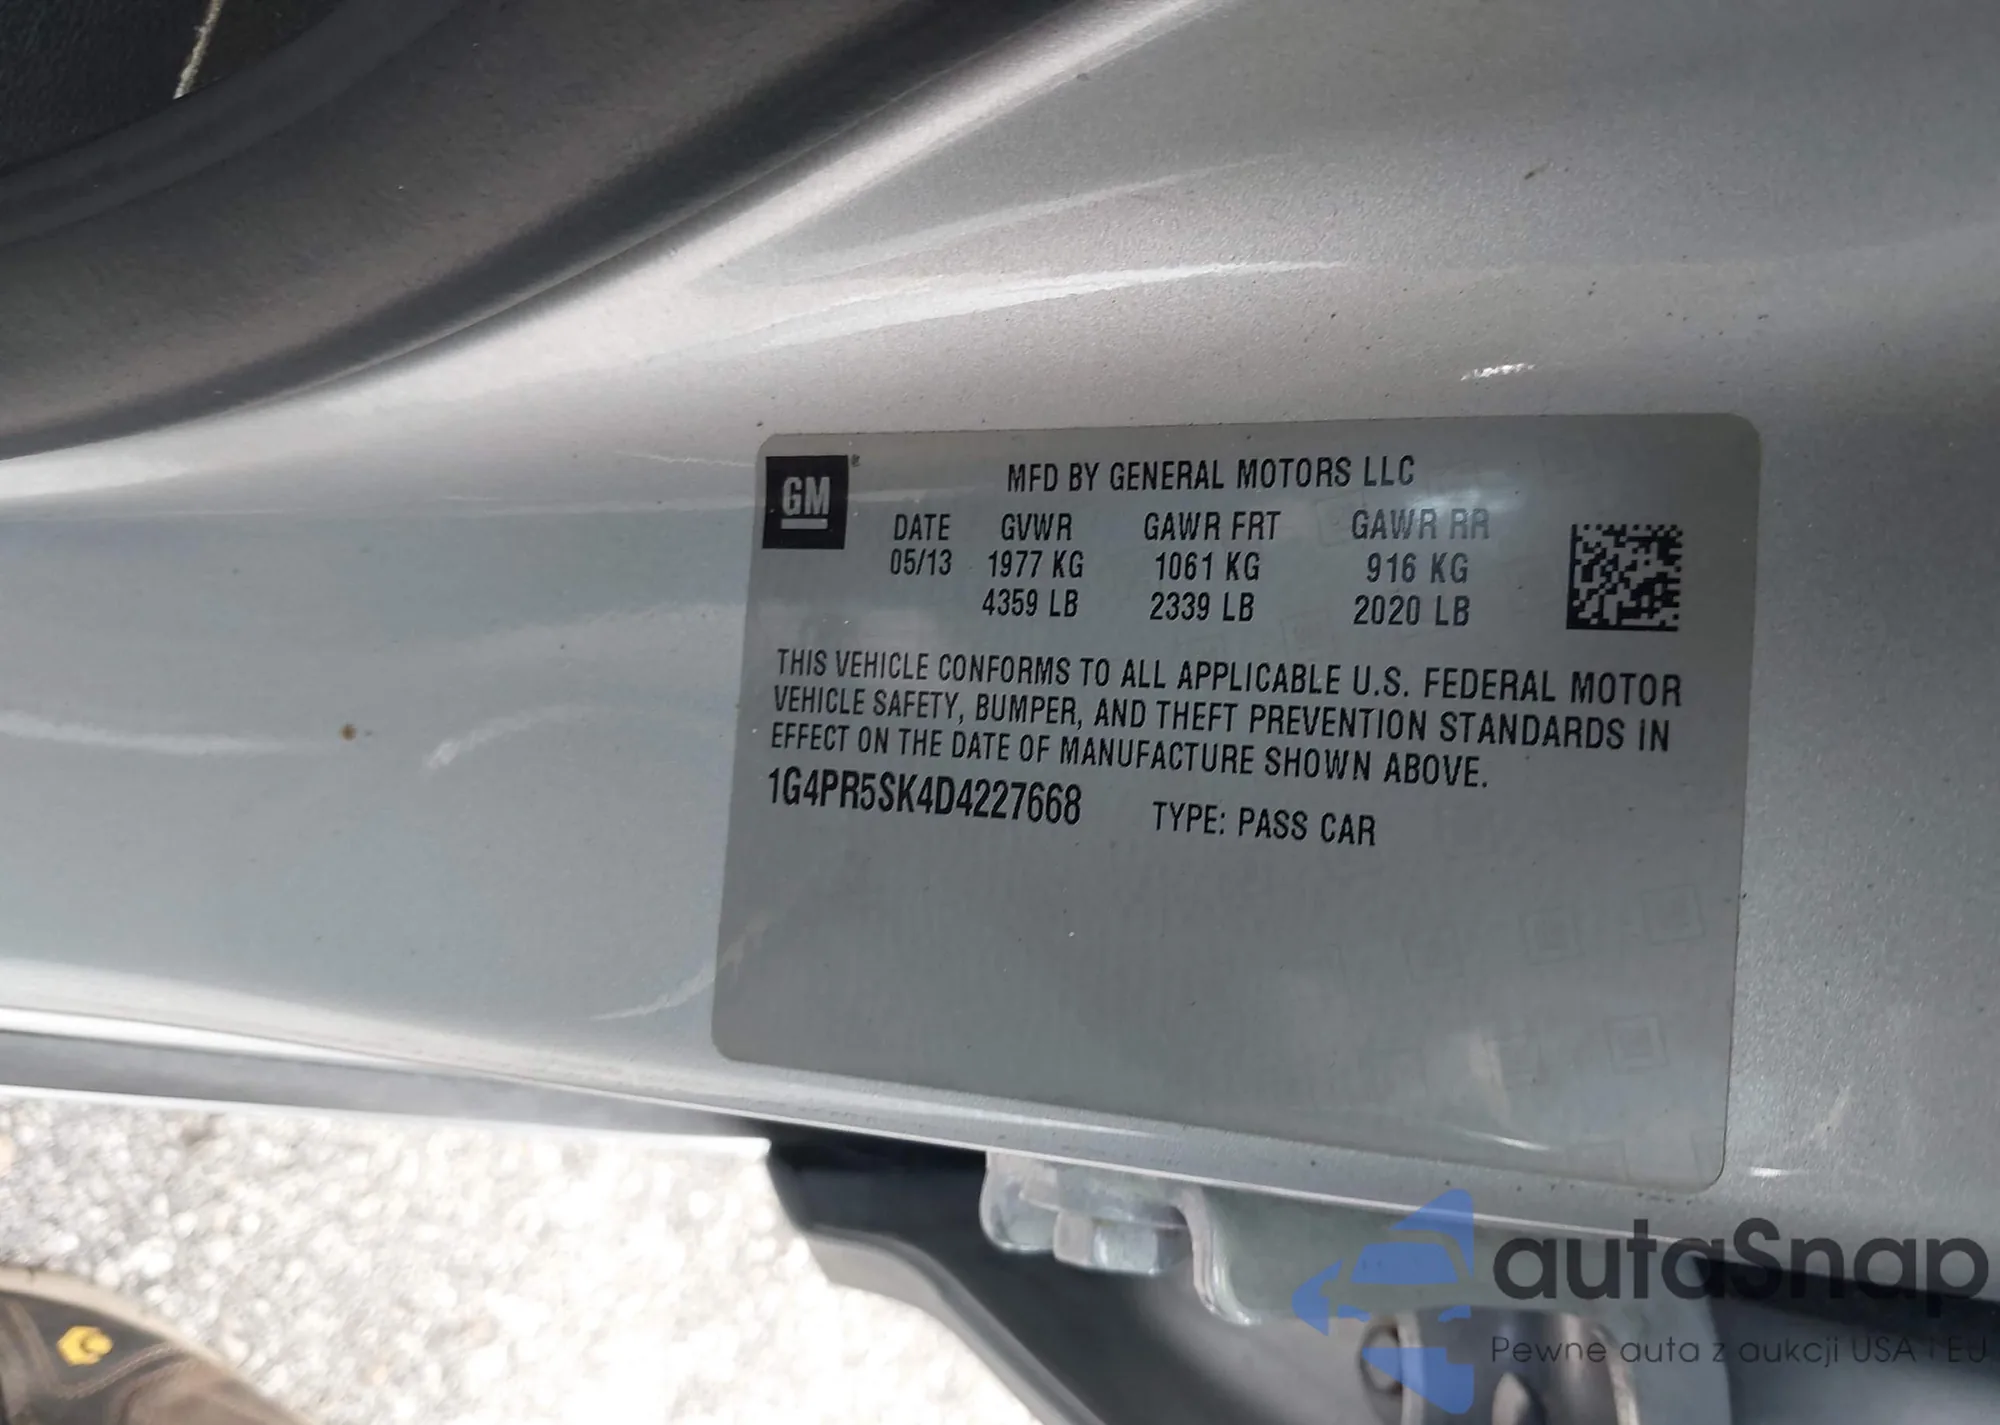 GM®
MFD BY GENERAL MOTORS LLC
DATE GVWR GAWR FRT GAWR RR
05/13 1977 KG 1061 KG 916 KG
4359 LB 2339 LB 2020 LB
THIS VEHICLE CONFORMS TO ALL APPLICABLE U.S. FEDERAL MOTOR
VEHICLE SAFETY, BUMPER, AND THEFT PREVENTION STANDARDS IN
EFFECT ON THE DATE OF MANUFACTURE SHOWN ABOVE.
1G4PR5SK4D4227668 TYPE: PASS CAR
autaSnap
Pewne auta z aukcji USA i EU